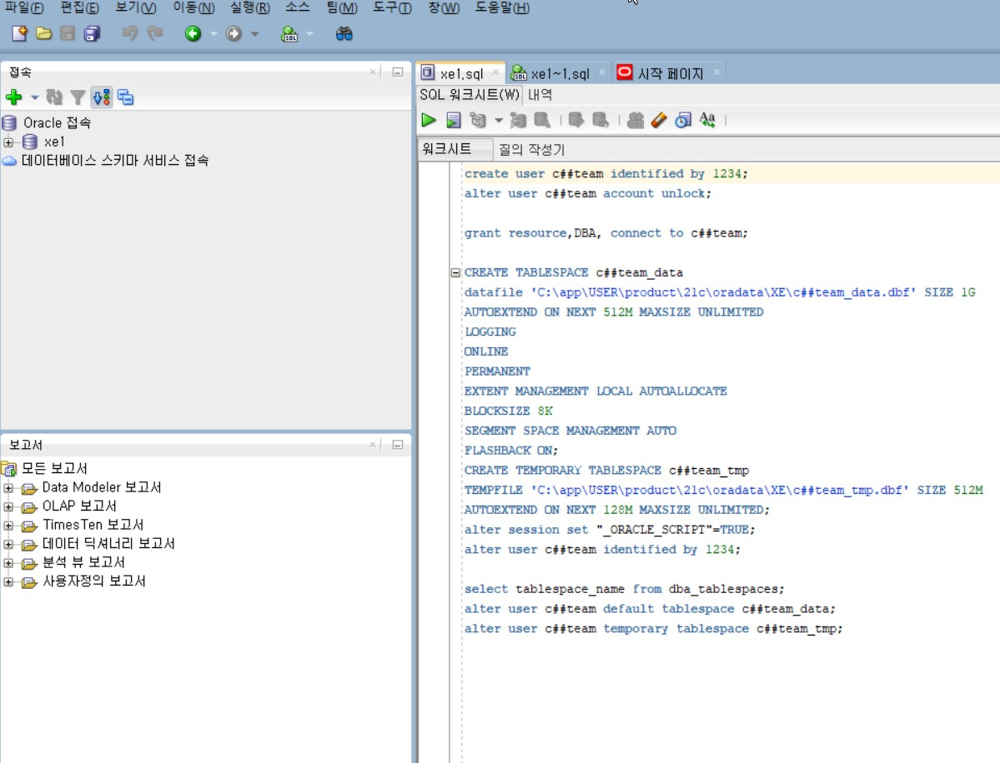 파일(F) 편집(E) 보기(V) 이동(N) 실행(R) 소스 팀(M) 도구(T) 창(W) 도움말(H)
접속
Oracle 접속
xe1
데이터베이스 스키마 서비스 접속
보고서
모든 보고서
Data Modeler 보고서
OLAP 보고서
TimesTen 보고서
데이터 딕셔너리 보고서
분석 뷰 보고서
사용자정의 보고서
xe1.sql xe1~1.sql 시작 페이지
SQL 워크시트(W) 내역
워크시트 질의 작성기
create user c##team identified by 1234;
alter user c##team account unlock;
grant resource,DBA, connect to c##team;
CREATE TABLESPACE c##team_data
datafile 'C:\app\USER\product\21c\oradata\XE\c##team_data.dbf' SIZE 1G
AUTOEXTEND ON NEXT 512M MAXSIZE UNLIMITED
LOGGING
ONLINE
PERMANENT
EXTENT MANAGEMENT LOCAL AUTOALLOCATE
BLOCKSIZE 8K
SEGMENT SPACE MANAGEMENT AUTO
FLASHBACK ON;
CREATE TEMPORARY TABLESPACE c##team_tmp
TEMPFILE 'C:\app\USER\product\21c\oradata\XE\c##team_tmp.dbf' SIZE 512M
AUTOEXTEND ON NEXT 128M MAXSIZE UNLIMITED;
alter session set "_ORACLE_SCRIPT"=TRUE;
alter user c##team identified by 1234;
select tablespace_name from dba_tablespaces;
alter user c##team default tablespace c##team_data;
alter user c##team temporary tablespace c##team_tmp;